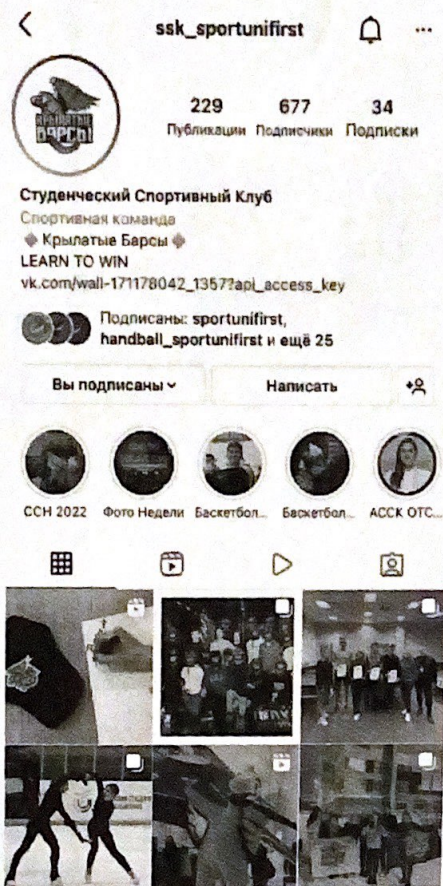 ssk_sportunifirst
КРЫЛАТЫЕ
БАРСЫ
229 677 34
Публикации Подписчики Подписки
Студенческий Спортивный Клуб
Спортивная команда
Крылатые Барсы
LEARN TO WIN
vk.com/wall-171178042_1357?api_access_key
Подписаны: sportunifirst,
handball_sportunifirst и ещё 25
Вы подписаны Написать
ССН 2022 Фото Недели Баскетбол... Баскетбол... АССК ОТС...